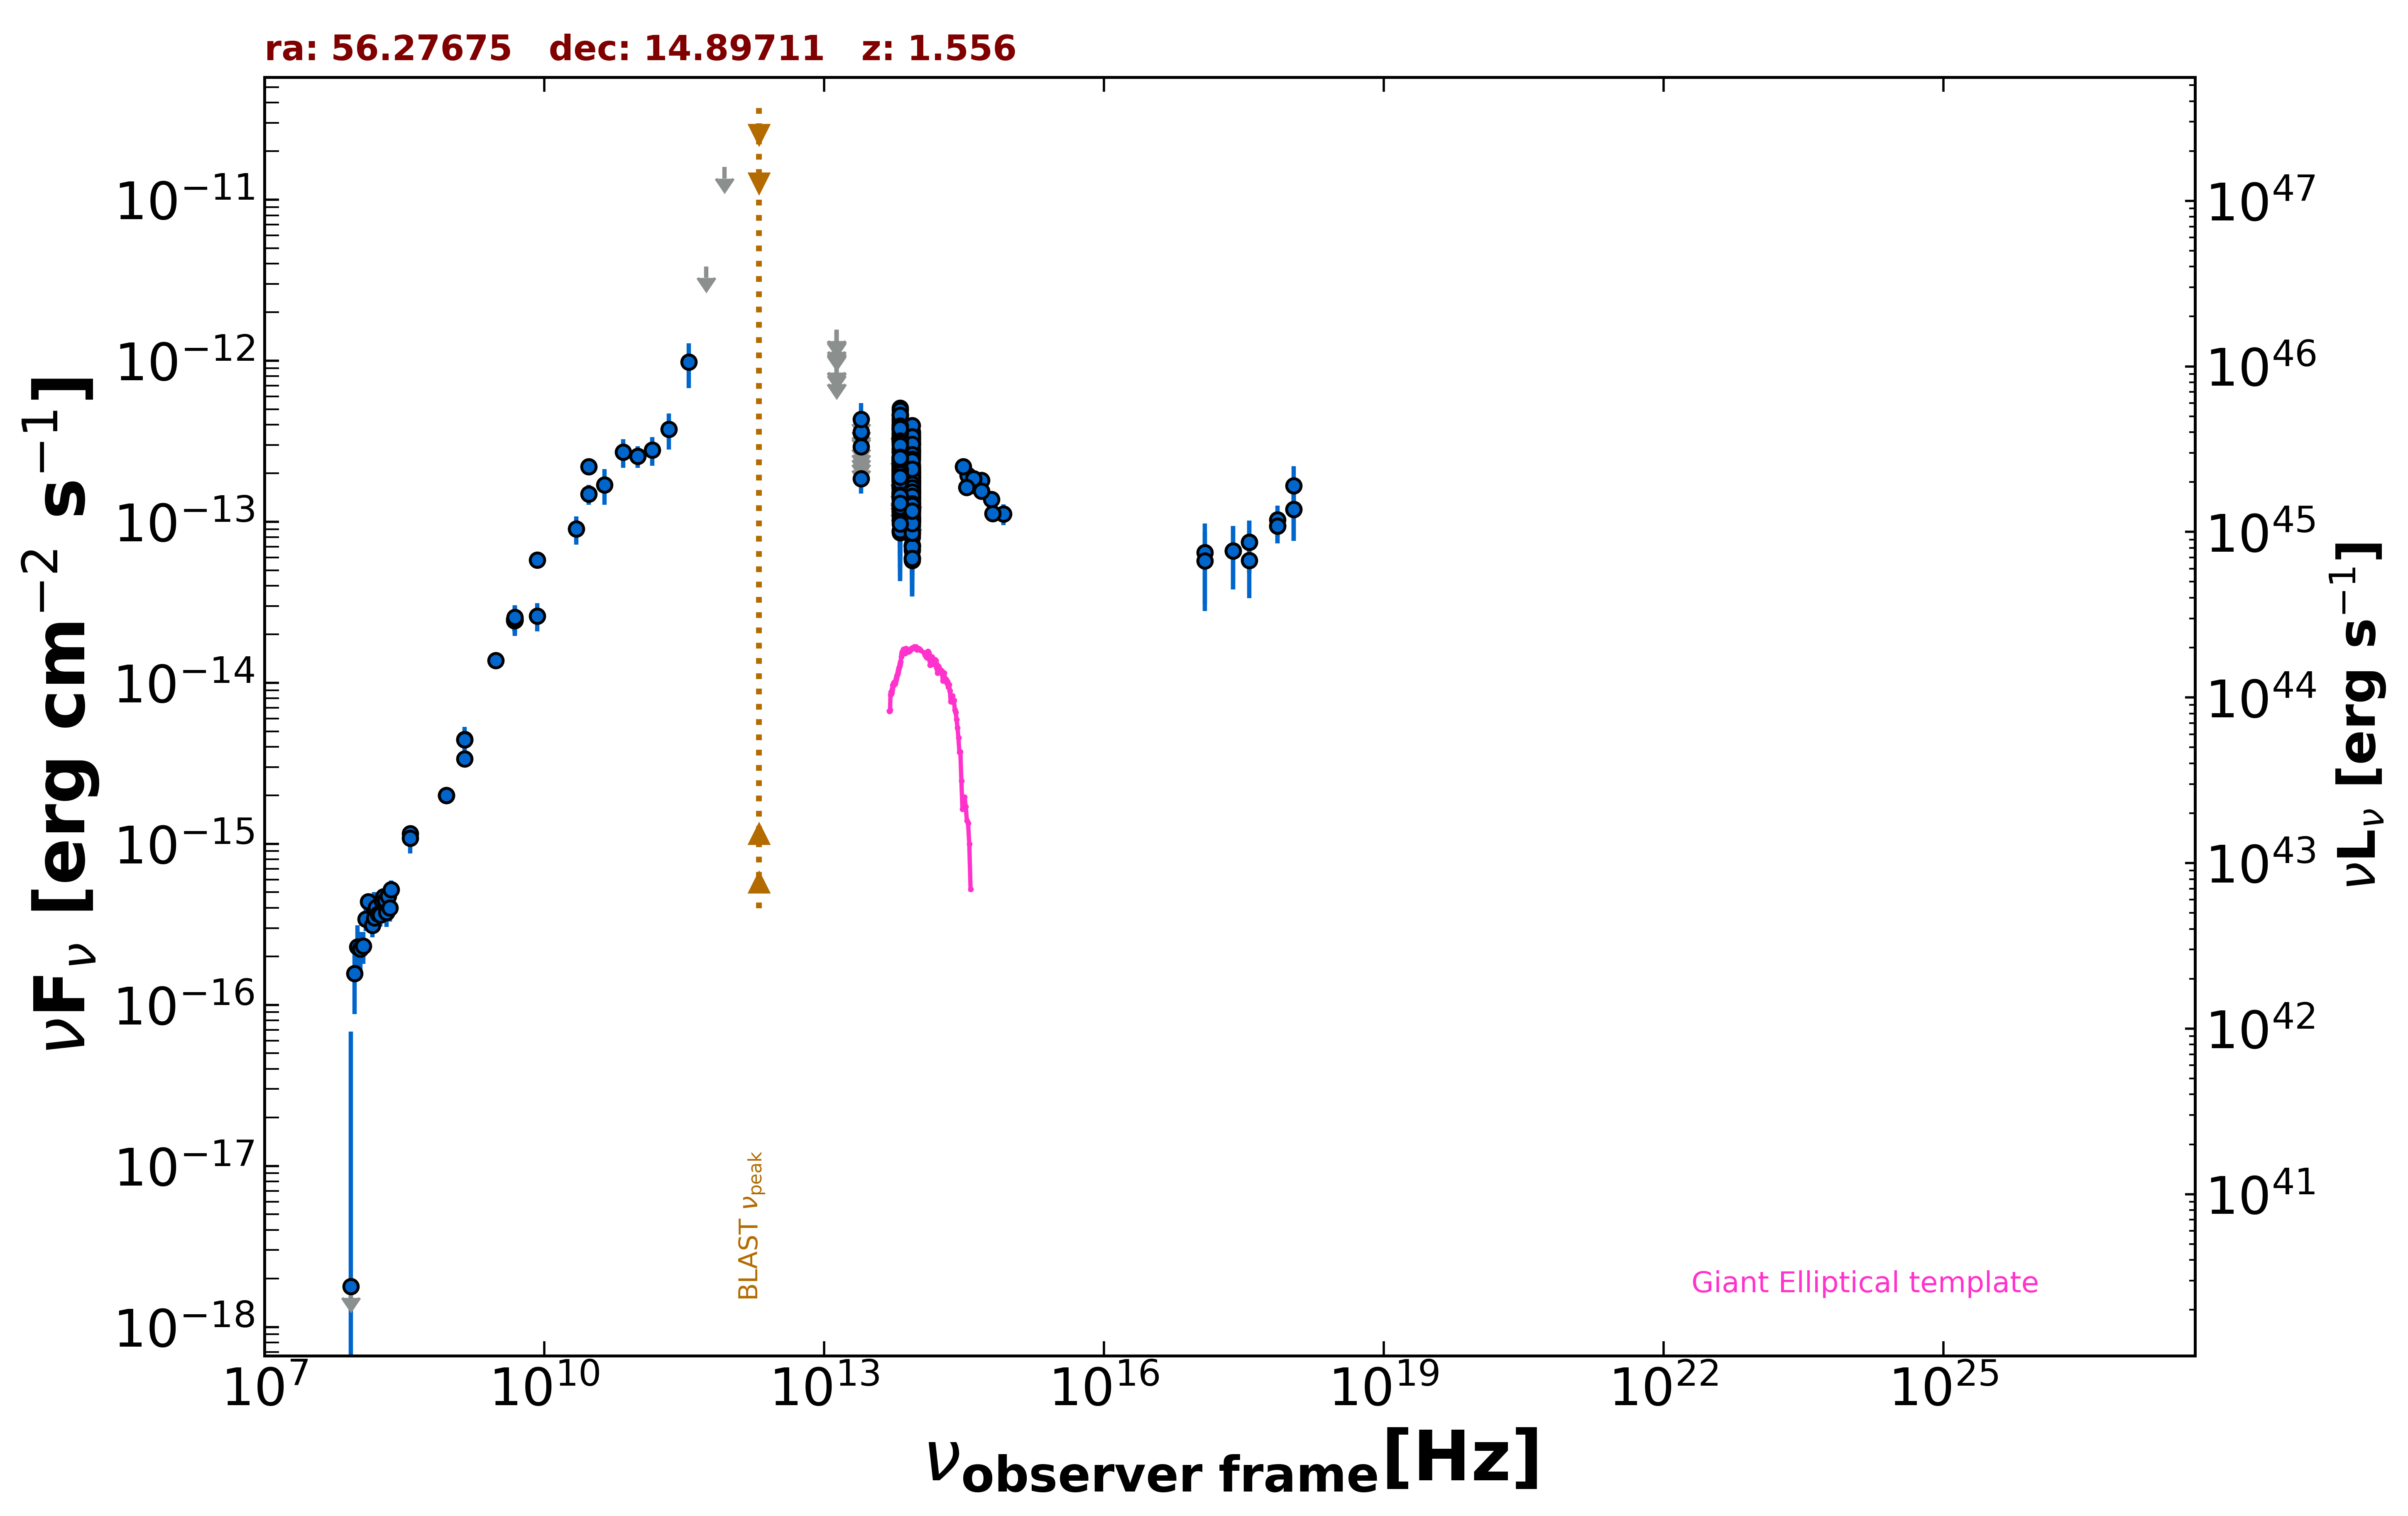 ra: 56.27675   dec: 14.89711   z: 1.556
νFν [erg cm⁻² s⁻¹]
10⁻¹¹
10⁻¹²
10⁻¹³
10⁻¹⁴
10⁻¹⁵
10⁻¹⁶
10⁻¹⁷
10⁻¹⁸
BLAST νpeak
Giant Elliptical template
10⁴⁷
10⁴⁶
10⁴⁵
10⁴⁴
10⁴³
10⁴²
10⁴¹
νLν [erg s⁻¹]
10⁷ 10¹⁰ 10¹³ 10¹⁶ 10¹⁹ 10²² 10²⁵
νobserver frame[Hz]